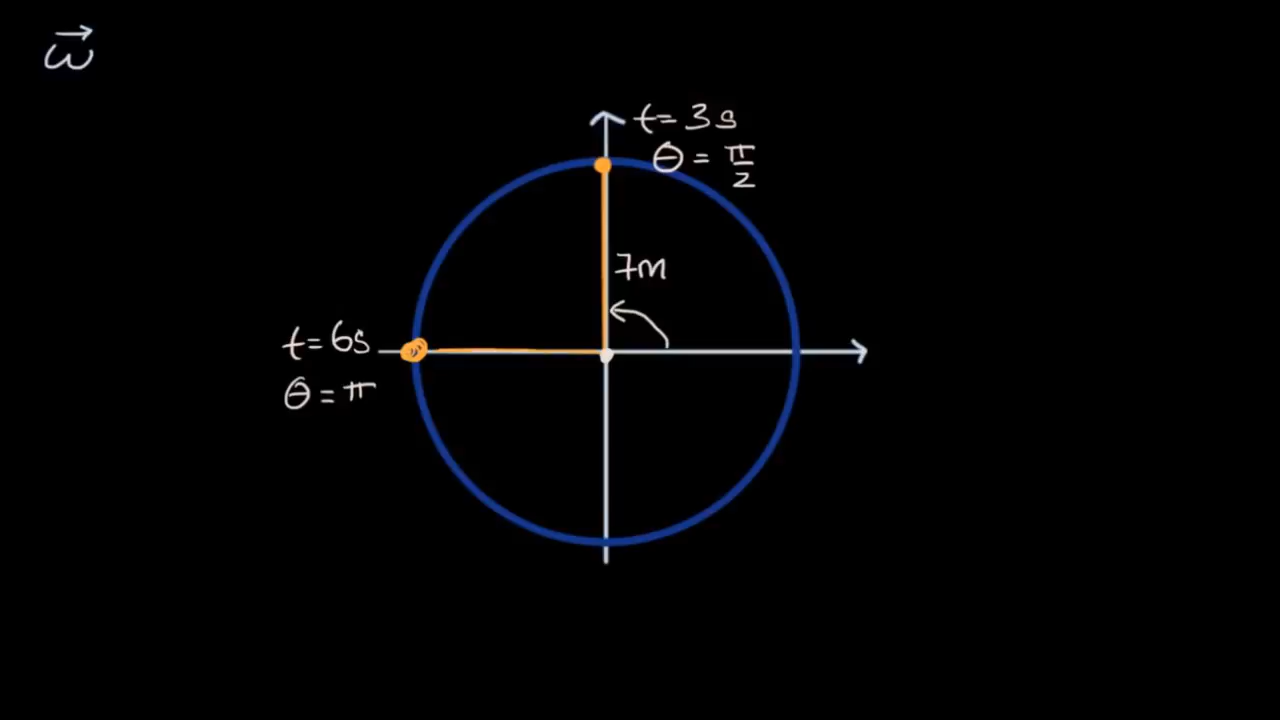 ω⃗
t= 3s
θ = π/2
7m
t= 6s
θ = π